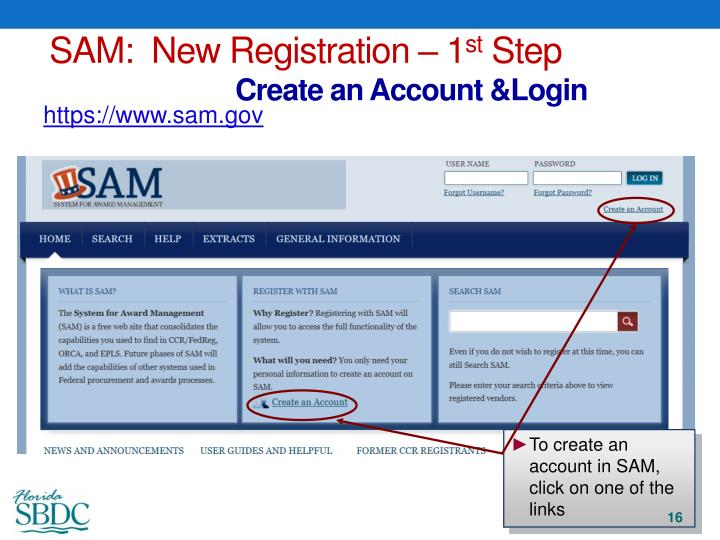 SAM:  New Registration – 1st Step
Create an Account &Login
https://www.sam.gov
USER NAME
PASSWORD
LOG IN
Forgot Username?
Forgot Password?
Create an Account
SAM
SYSTEM FOR AWARD MANAGEMENT
HOME
SEARCH
HELP
EXTRACTS
GENERAL INFORMATION
WHAT IS SAM?
The System for Award Management
(SAM) is a free web site that consolidates the
capabilities you used to find in CCR/FedReg,
ORCA, and EPLS. Future phases of SAM will
add the capabilities of other systems used in
Federal procurement and awards processes.
REGISTER WITH SAM
Why Register? Registering with SAM will
allow you to access the full functionality of the
system.
What will you need? You only need your
personal information to create an account on
SAM.
Create an Account
SEARCH SAM
Even if you do not wish to register at this time, you can
still Search SAM.
Please enter your search criteria above to view
registered vendors.
NEWS AND ANNOUNCEMENTS
USER GUIDES AND HELPFUL
FORMER CCR REGISTRANTS
►To create an
account in SAM,
click on one of the
links
16
Florida
SBDC